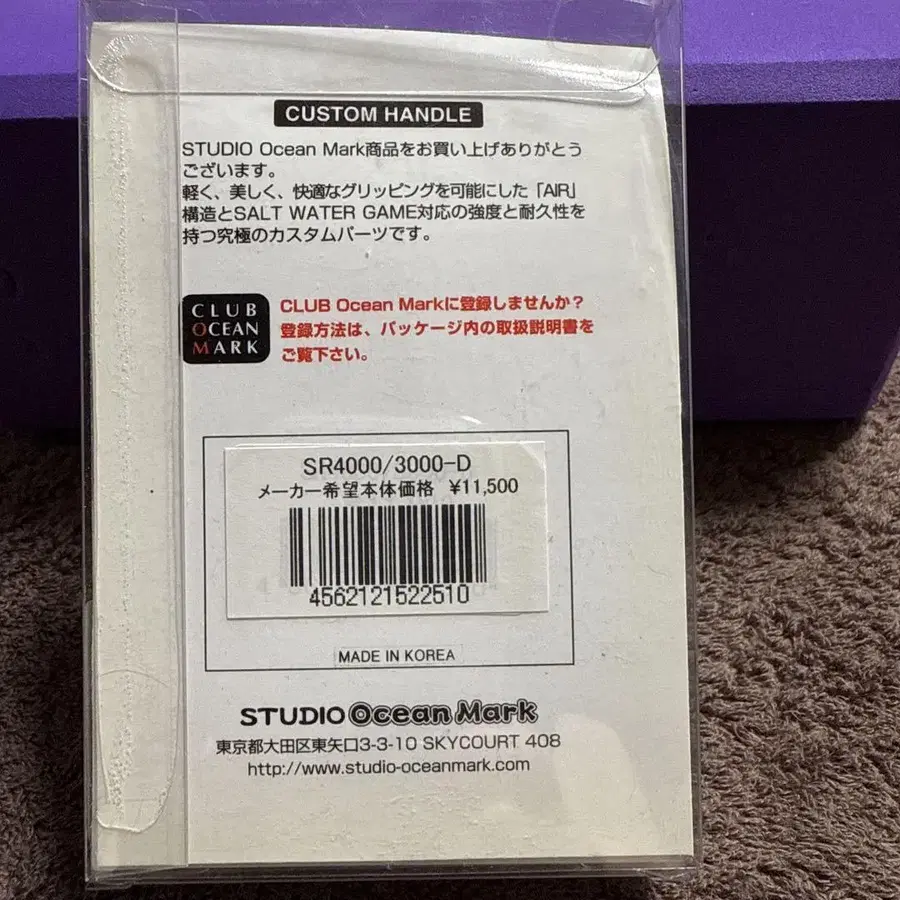 CUSTOM HANDLE
STUDIO Ocean Mark商品をお買い上げありがとう
ございます。
軽く、美しく、快適なグリッピングを可能にした「AIR」
構造とSALT WATER GAME対応の強度と耐久性を
持つ究極のカスタムパーツです。
CLUB
OCEAN
MARK
CLUB Ocean Markに登録しませんか?
登録方法は、パッケージ内の取扱説明書を
ご覧下さい。
SR4000/3000-D
メーカー希望本体価格 ¥11,500
4562121522510
MADE IN KOREA
STUDIO Ocean Mark
東京都大田区東矢口3-3-10 SKYCOURT 408
http://www.studio-oceanmark.com